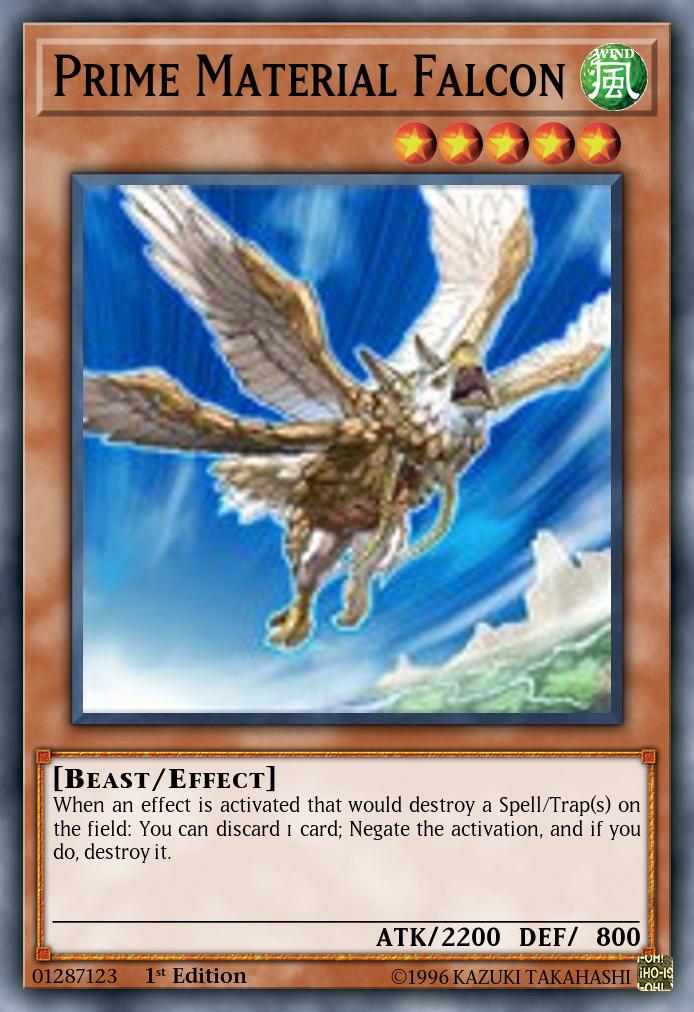 PRIME MATERIAL FALCON
WIND
風
[BEAST/EFFECT]
When an effect is activated that would destroy a Spell/Trap(s) on
the field: You can discard 1 card; Negate the activation, and if you
do, destroy it.
ATK/2200 DEF/ 800
01287123 1st Edition ©1996 KAZUKI TAKAHASHI